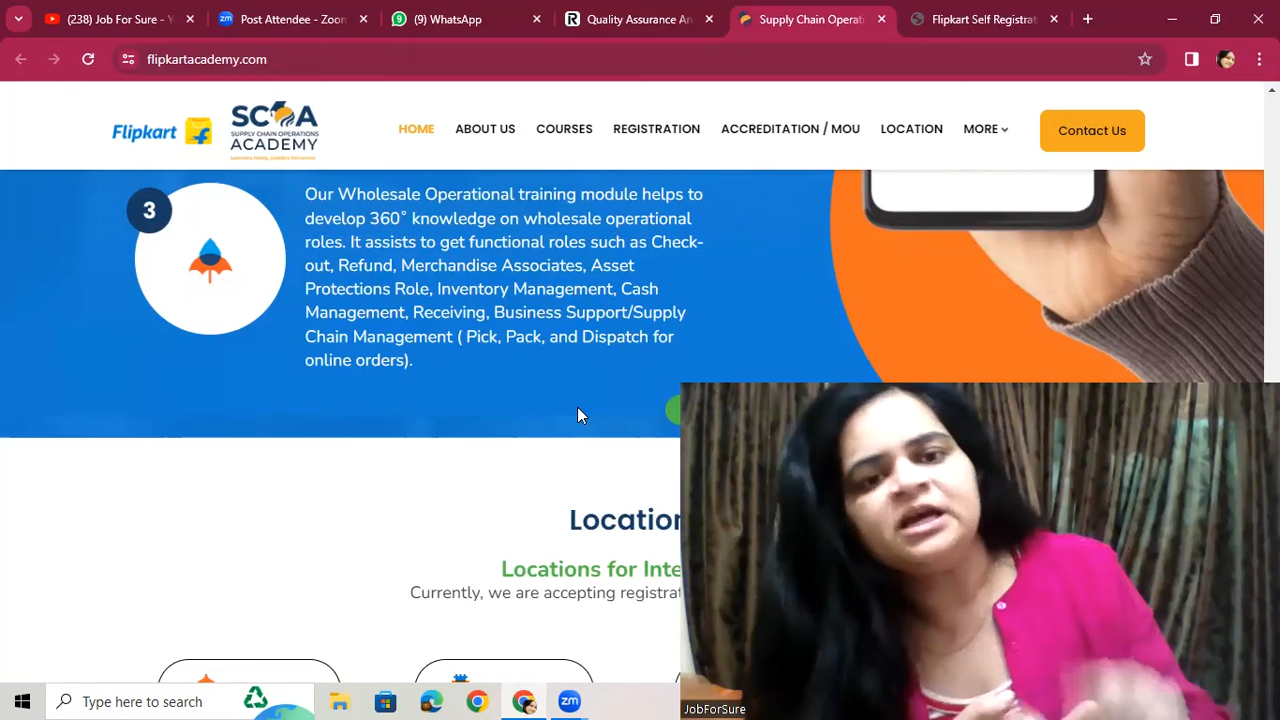 (238) Job For Sure - Y
Post Attendee - Zoom
(9) WhatsApp
Quality Assurance An
Supply Chain Operati
Flipkart Self Registrat
flipkartacademy.com
Flipkart
SCOA
SUPPLY CHAIN OPERATIONS
ACADEMY
HOME
ABOUT US
COURSES
REGISTRATION
ACCREDITATION / MOU
LOCATION
MORE
Contact Us
3
Our Wholesale Operational training module helps to
develop 360° knowledge on wholesale operational
roles. It assists to get functional roles such as Check-
out, Refund, Merchandise Associates, Asset
Protections Role, Inventory Management, Cash
Management, Receiving, Business Support/Supply
Chain Management ( Pick, Pack, and Dispatch for
online orders).
Location
Locations for Inte
Currently, we are accepting registrat
Type here to search
JobForSure